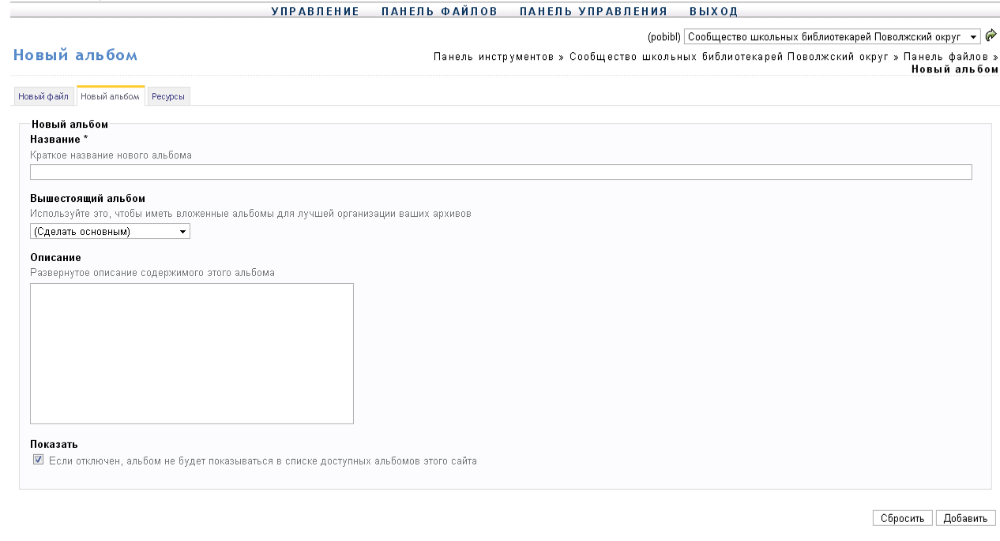 УПРАВЛЕНИЕ ПАНЕЛЬ ФАЙЛОВ ПАНЕЛЬ УПРАВЛЕНИЯ ВЫХОД
(pobibl) Сообщество школьных библиотекарей Поволжский округ
Новый альбом
Панель инструментов » Сообщество школьных библиотекарей Поволжский округ » Панель файлов »
Новый альбом
Новый файл Новый альбом Ресурсы
Новый альбом
Название *
Краткое название нового альбома
Вышестоящий альбом
Используйте это, чтобы иметь вложенные альбомы для лучшей организации ваших архивов
(Сделать основным)
Описание
Развернутое описание содержимого этого альбома
Показать
Если отключен, альбом не будет показываться в списке доступных альбомов этого сайта
Сбросить Добавить